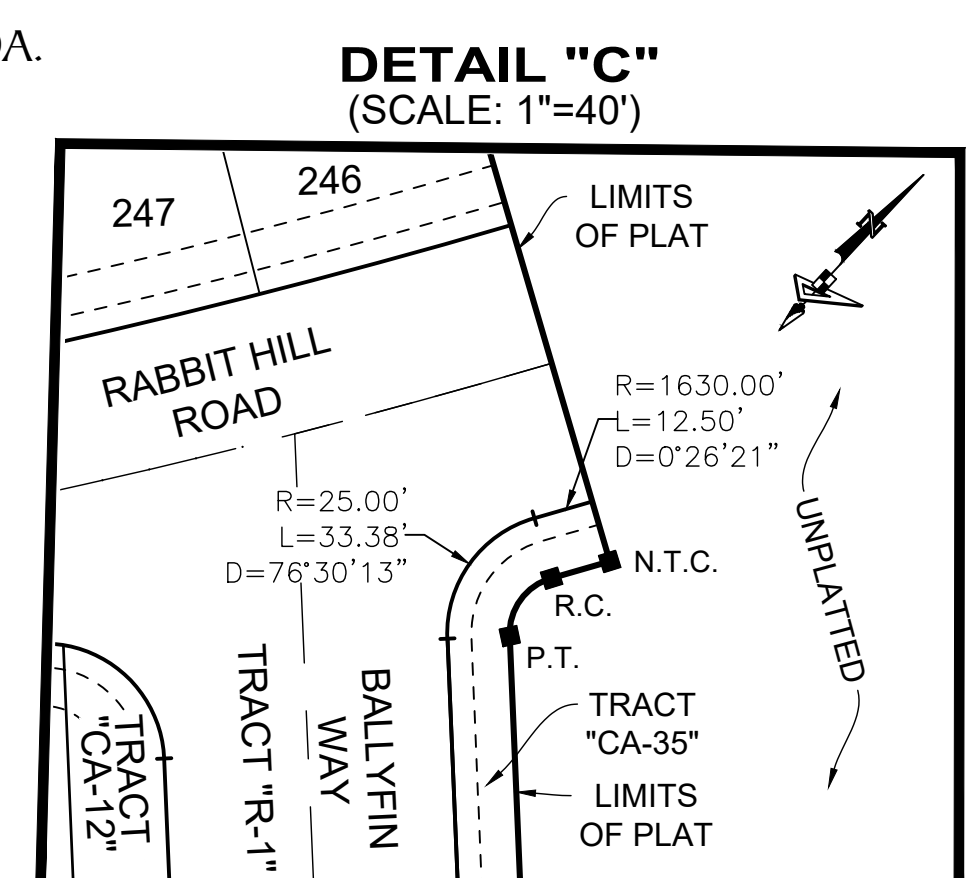 DA.
DETAIL "C"
(SCALE: 1"=40')
247
246
LIMITS
OF PLAT
N
RABBIT HILL
ROAD
R=1630.00'
L=12.50'
D=0°26'21"
R=25.00'
L=33.38'
D=76°30'13"
UNPLATTED
N.T.C.
R.C.
P.T.
TRACT
"CA-35"
LIMITS
OF PLAT
BALLYFIN
WAY
TRACT "R-1"
TRACT
"CA-12"